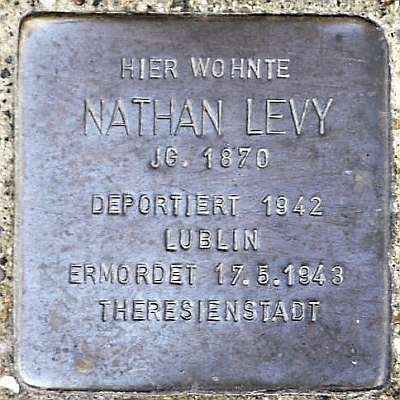 HIER WOHNTE
NATHAN LEVY
JG. 1870
DEPORTIERT 1942
LUBLIN
ERMORDET 17.5.1943
THERESIENSTADT